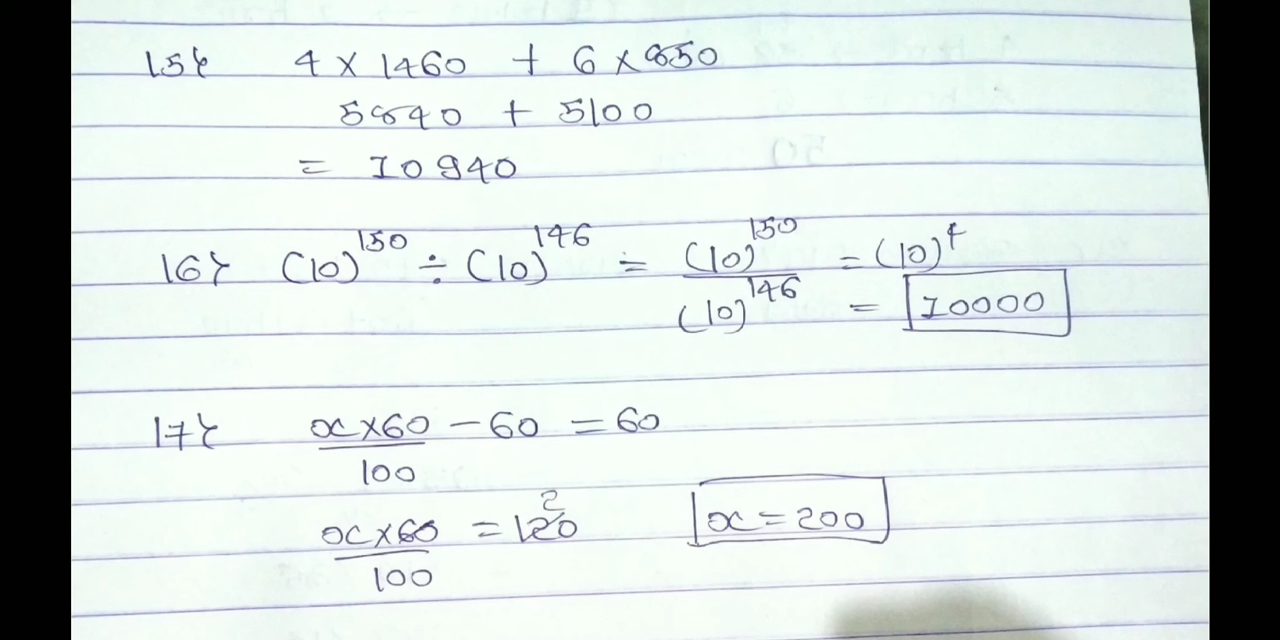 15} 4 × 1460 + 6 × 850
5840 + 5100
= 10940
16} (10)^150 ÷ (10)^146 = (10)^150 / (10)^146 = (10)^4
= 10000
17} x×60/100 - 60 = 60
x×60/100 = 120 2
x = 200